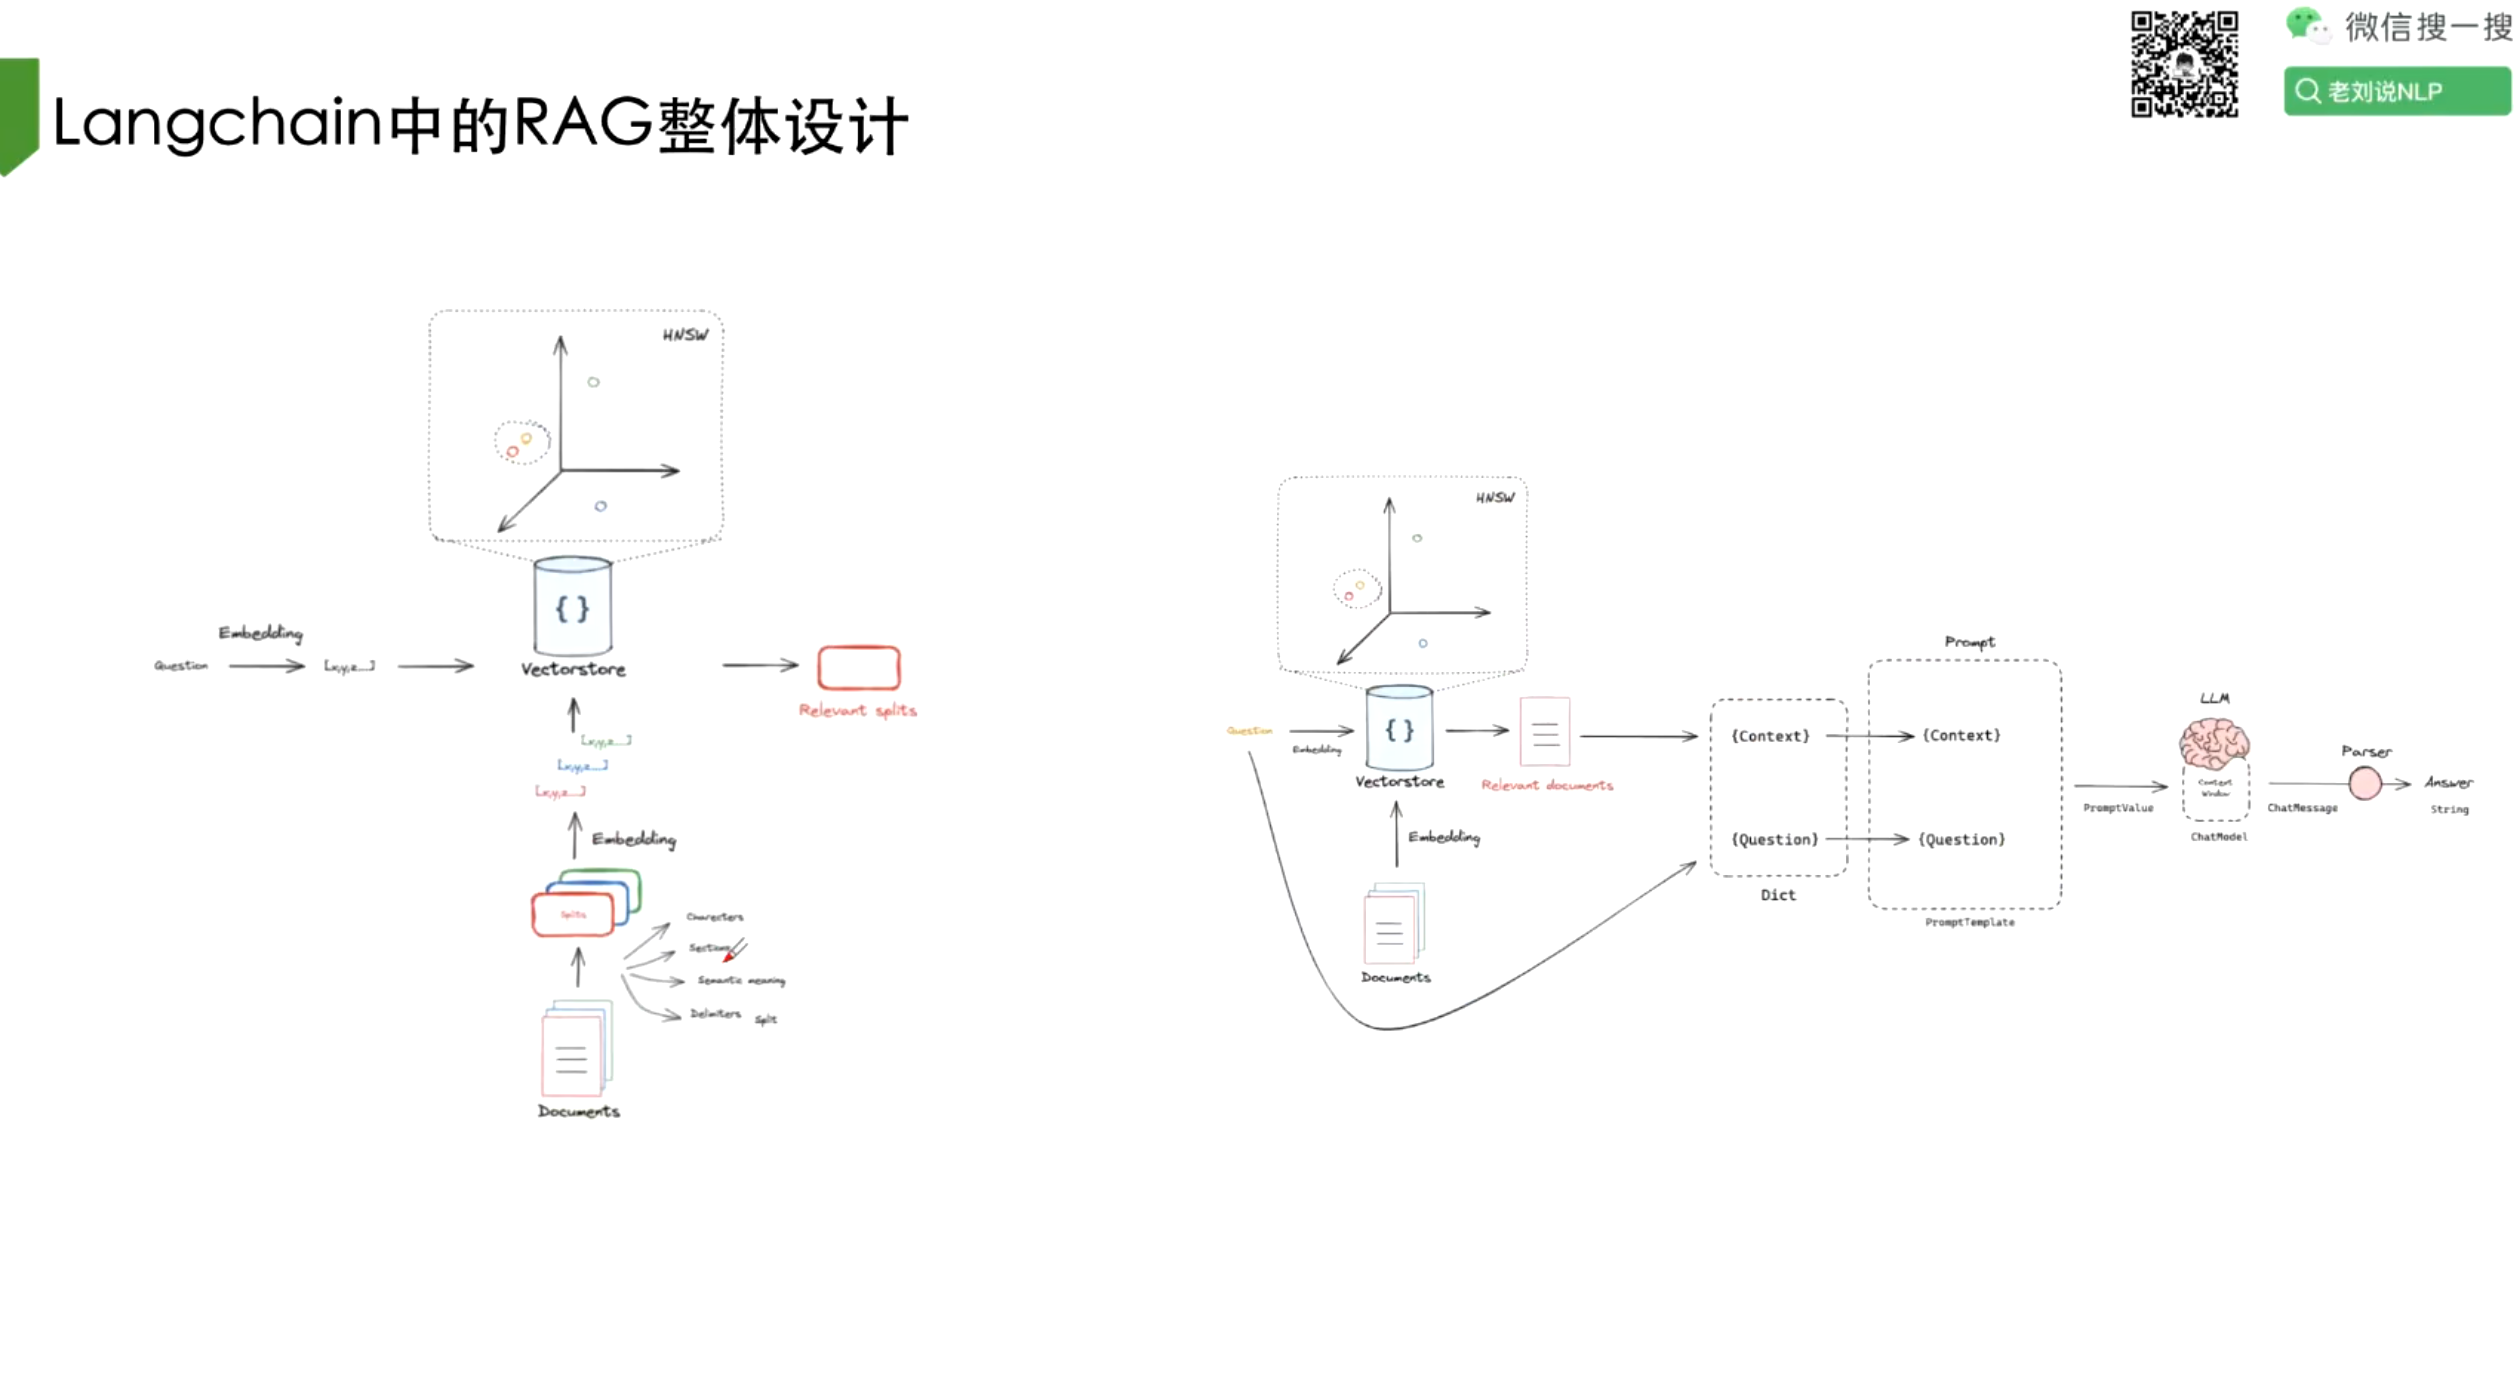 微信搜一搜
老刘说NLP
Langchain中的RAG整体设计
HNSW
Embedding
Question
[x,y,z....]
Vectorstore
Relevant splits
[x,y,z....]
[x,y,z....]
[x,y,z....]
Embedding
Splits
Charecters
Sections
Semantic meaning
Delimiters
Split
Documents
HNSW
Question
Embedding
Vectorstore
Relevant documents
Embedding
Documents
{Context}
{Question}
Dict
Prompt
{Context}
{Question}
PromptTemplate
PromptValue
LLM
Context
Window
ChatModel
ChatMessage
Parser
Answer
String